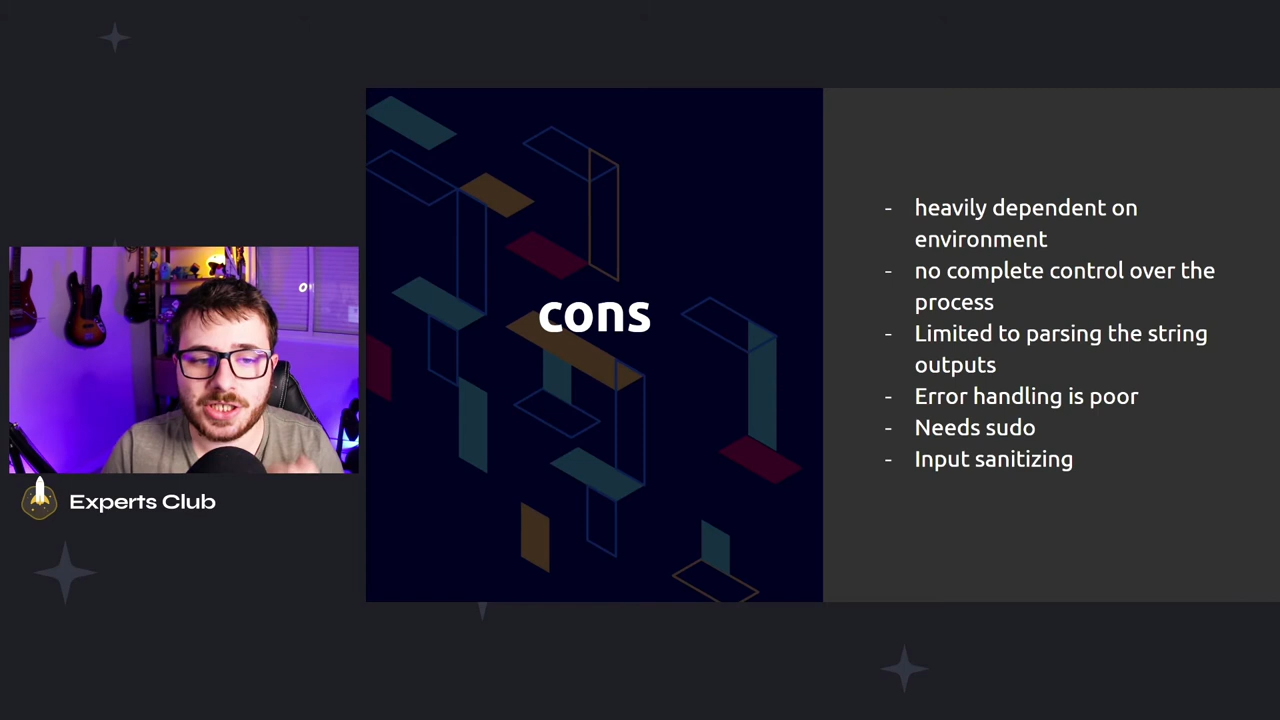 cons
- heavily dependent on
environment
- no complete control over the
process
- Limited to parsing the string
outputs
- Error handling is poor
- Needs sudo
- Input sanitizing
Experts Club